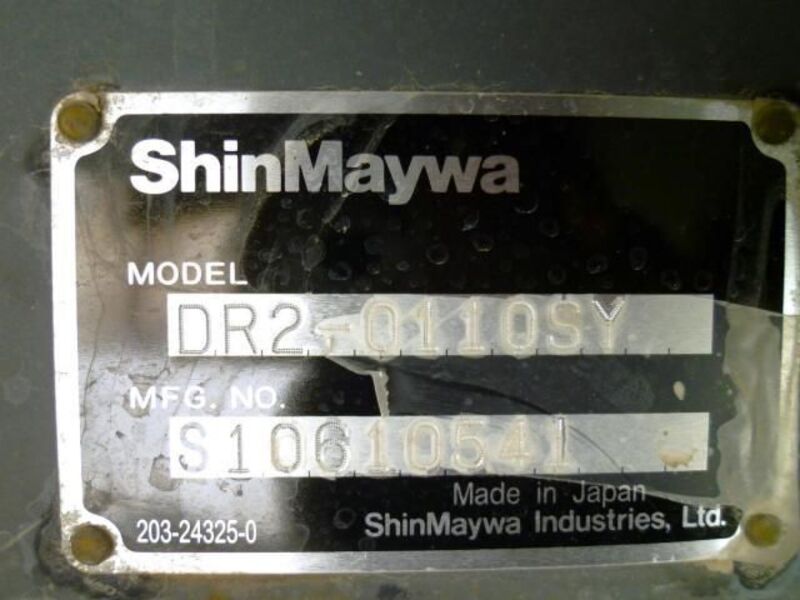 ShinMaywa
MODEL
DR2-0110SY
MFG. NO.
S10610541
Made in Japan
203-24325-0
ShinMaywa Industries, Ltd.